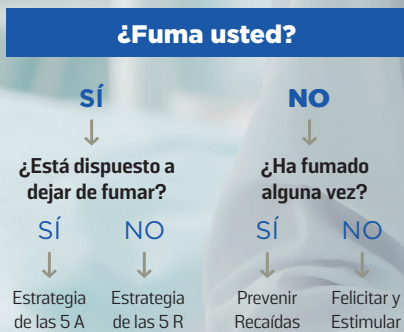 ¿Fuma usted?
SÍ
NO
¿Está dispuesto a
dejar de fumar?
¿Ha fumado
alguna vez?
SÍ
NO
SÍ
NO
Estrategia
de las 5 A
Estrategia
de las 5 R
Prevenir
Recaídas
Felicitar y
Estimular